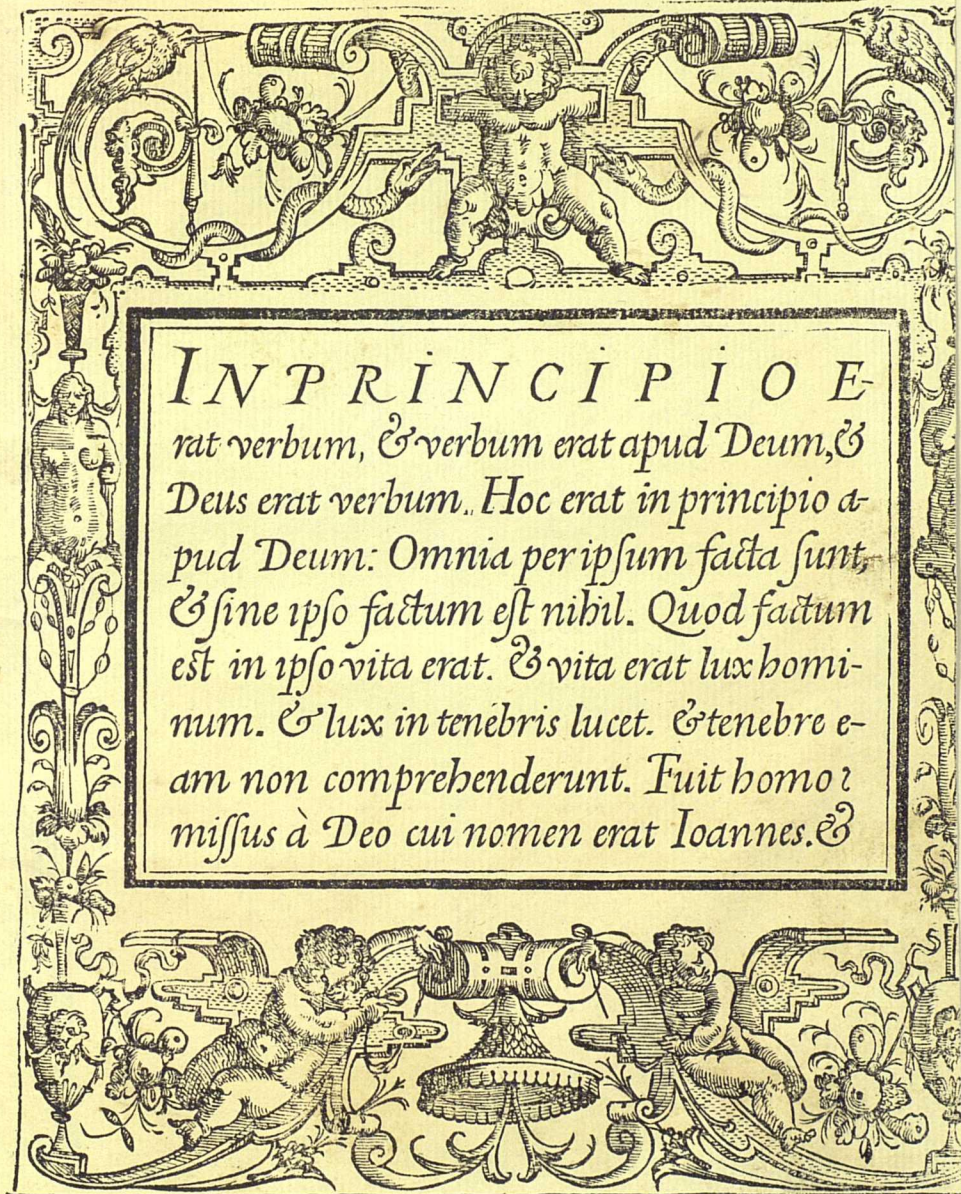 INPRINCIPIO E-
rat verbum, & verbum erat apud Deum, &
Deus erat verbum. Hoc erat in principio a-
pud Deum: Omnia per ipſum facta ſunt,
& ſine ipſo factum eſt nihil. Quod factum
est in ipſo vita erat. & vita erat lux homi-
num. & lux in tenebris lucet. & tenebre e-
am non comprehenderunt. Fuit homo
miſſus à Deo cui nomen erat Ioannes. &